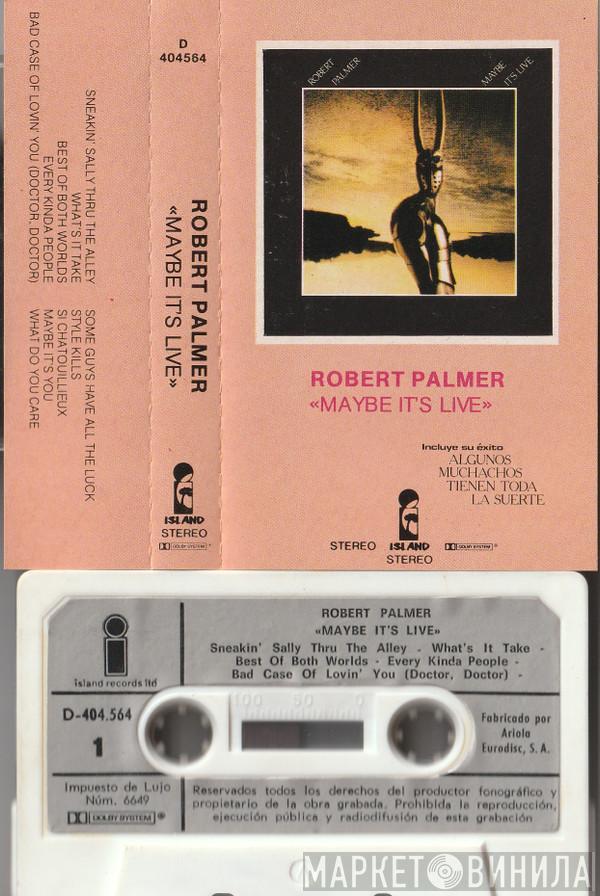 BAD CASE OF LOVIN' YOU (DOCTOR, DOCTOR)
EVERY KINDA PEOPLE
BEST OF BOTH WORLDS
WHAT'S IT TAKE
SNEAKIN' SALLY THRU THE ALLEY
SOME GUYS HAVE ALL THE LUCK
STYLE KILLS
SI CHATOUILLIEUX
MAYBE IT'S YOU
WHAT DO YOU CARE
D
404564
ROBERT PALMER
«MAYBE IT'S LIVE»
ISLAND
STEREO
DOLBY SYSTEM
ROBERT
PALMER
MAYBE
IT'S LIVE
ROBERT PALMER
«MAYBE IT'S LIVE»
Incluye su éxito
ALGUNOS
MUCHACHOS
TIENEN TODA
LA SUERTE
STEREO
ISLAND
DOLBY SYSTEM
STEREO
ROBERT PALMER
«MAYBE IT'S LIVE»
Sneakin' Sally Thru The Alley - What's It Take -
Best Of Both Worlds - Every Kinda People -
Bad Case Of Lovin' You (Doctor, Doctor) -
island records ltd
D-404.564
1
100 50 0
Fabricado por
Ariola
Eurodisc, S. A.
Impuesto de Lujo
Núm. 6649
DOLBY SYSTEM
Reservados todos los derechos del productor fonográfico y
propietario de la obra grabada. Prohibida la reproducción,
ejecución pública y radiodifusión de esta grabación
МАРКЕТ ВИНИЛА